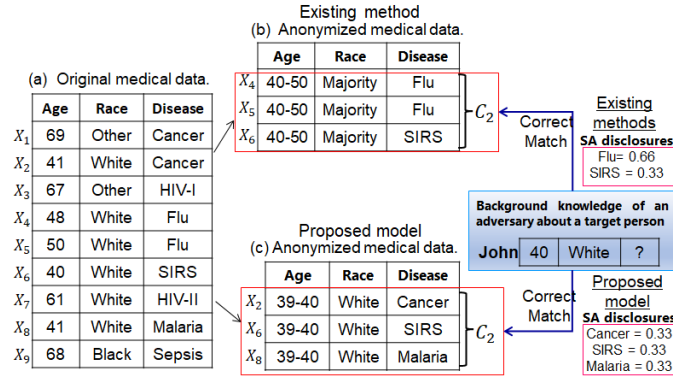 Existing method
(b) Anonymized medical data.
Age Race Disease
X4 40-50 Majority Flu
X5 40-50 Majority Flu
X6 40-50 Majority SIRS
C2
(a) Original medical data.
Age Race Disease
X1 69 Other Cancer
X2 41 White Cancer
X3 67 Other HIV-I
X4 48 White Flu
X5 50 White Flu
X6 40 White SIRS
X7 61 White HIV-II
X8 41 White Malaria
X9 68 Black Sepsis
Proposed model
(c) Anonymized medical data.
Age Race Disease
X2 39-40 White Cancer
X6 39-40 White SIRS
X8 39-40 White Malaria
C2
Correct
Match
Existing
methods
SA disclosures
Flu= 0.66
SIRS = 0.33
Background knowledge of an
adversary about a target person
John 40 White ?
Correct
Match
Proposed
model
SA disclosures
Cancer = 0.33
SIRS = 0.33
Malaria = 0.33